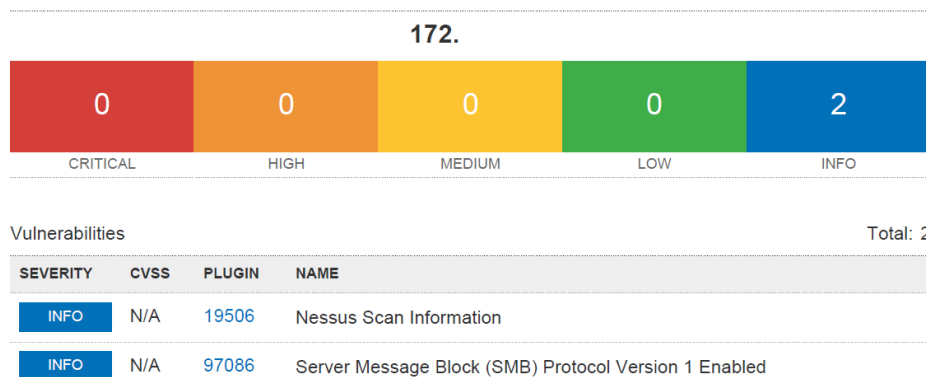 172.
0 0 0 0 2
CRITICAL HIGH MEDIUM LOW INFO
Vulnerabilities Total: 2
SEVERITY CVSS PLUGIN NAME
INFO N/A 19506 Nessus Scan Information
INFO N/A 97086 Server Message Block (SMB) Protocol Version 1 Enabled